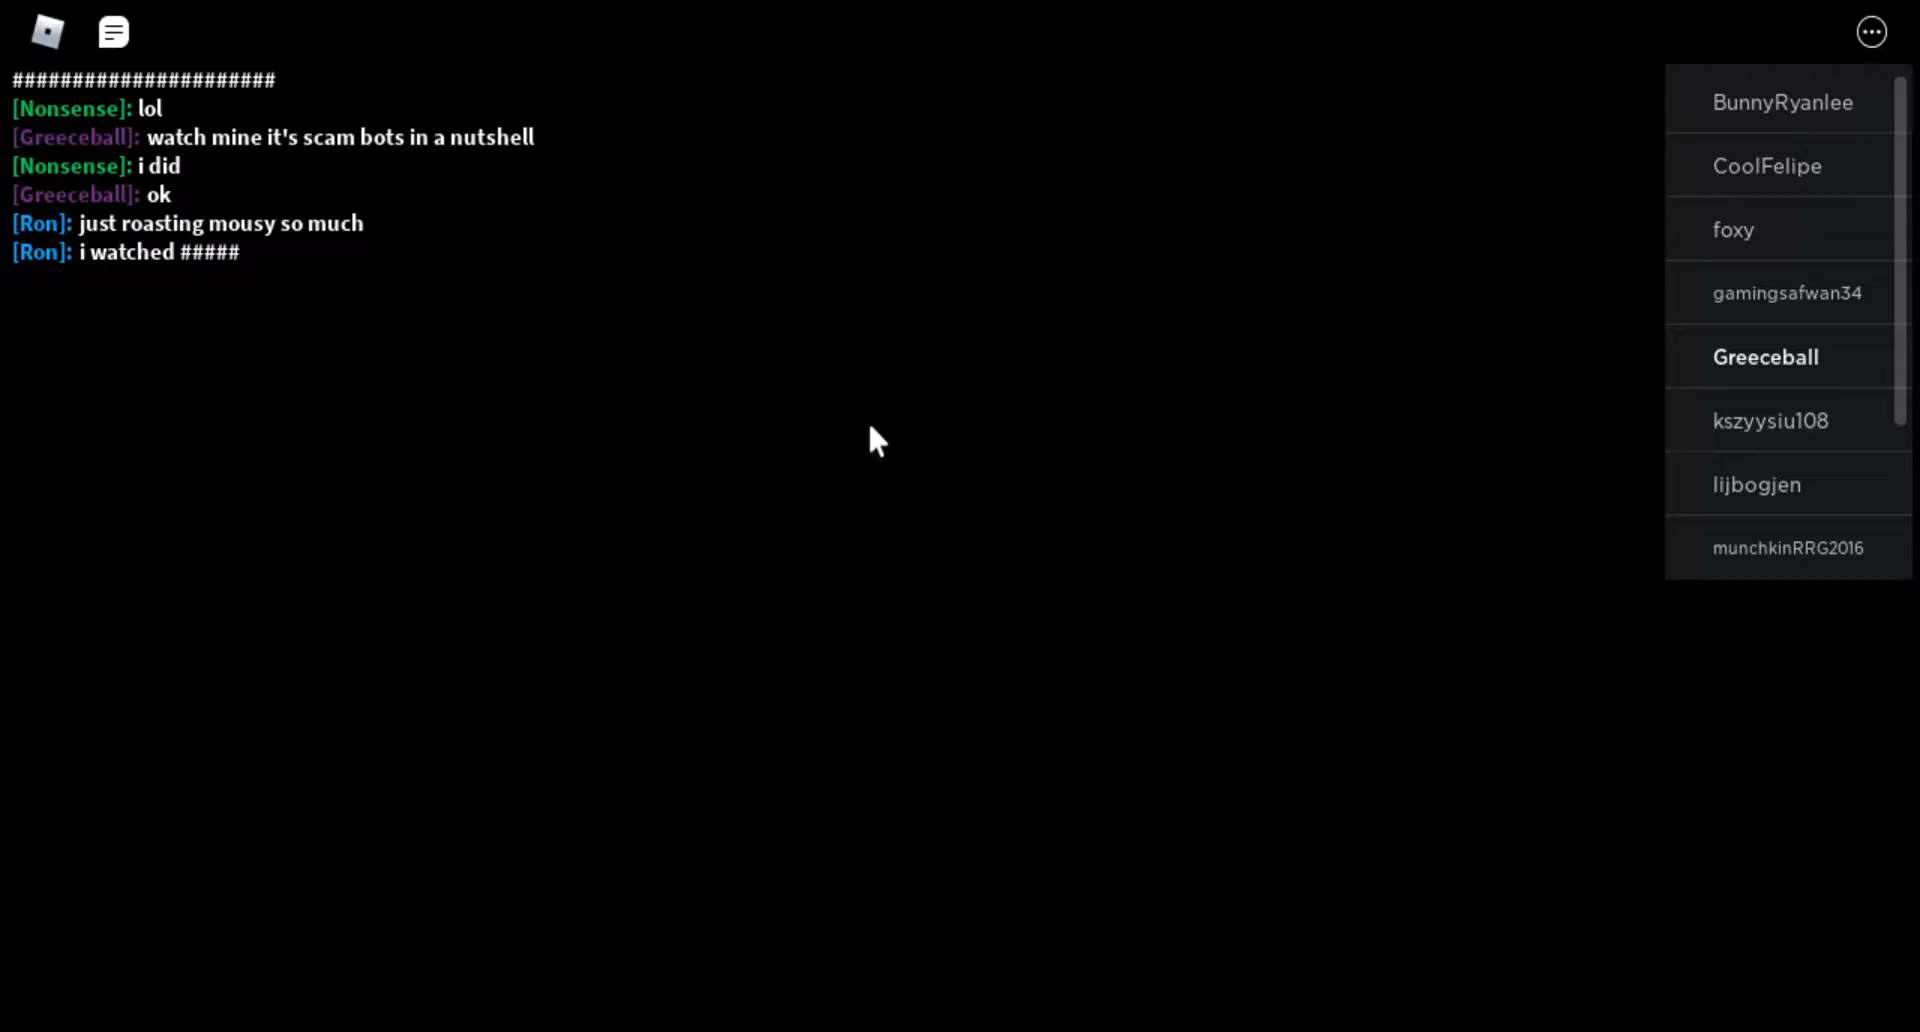 ######################
[Nonsense]: lol
[Greeceball]: watch mine it's scam bots in a nutshell
[Nonsense]: i did
[Greeceball]: ok
[Ron]: just roasting mousy so much
[Ron]: i watched #####
BunnyRyanlee
CoolFelipe
foxy
gamingsafwan34
Greeceball
kszyysiu108
lijbogjen
munchkinRRG2016